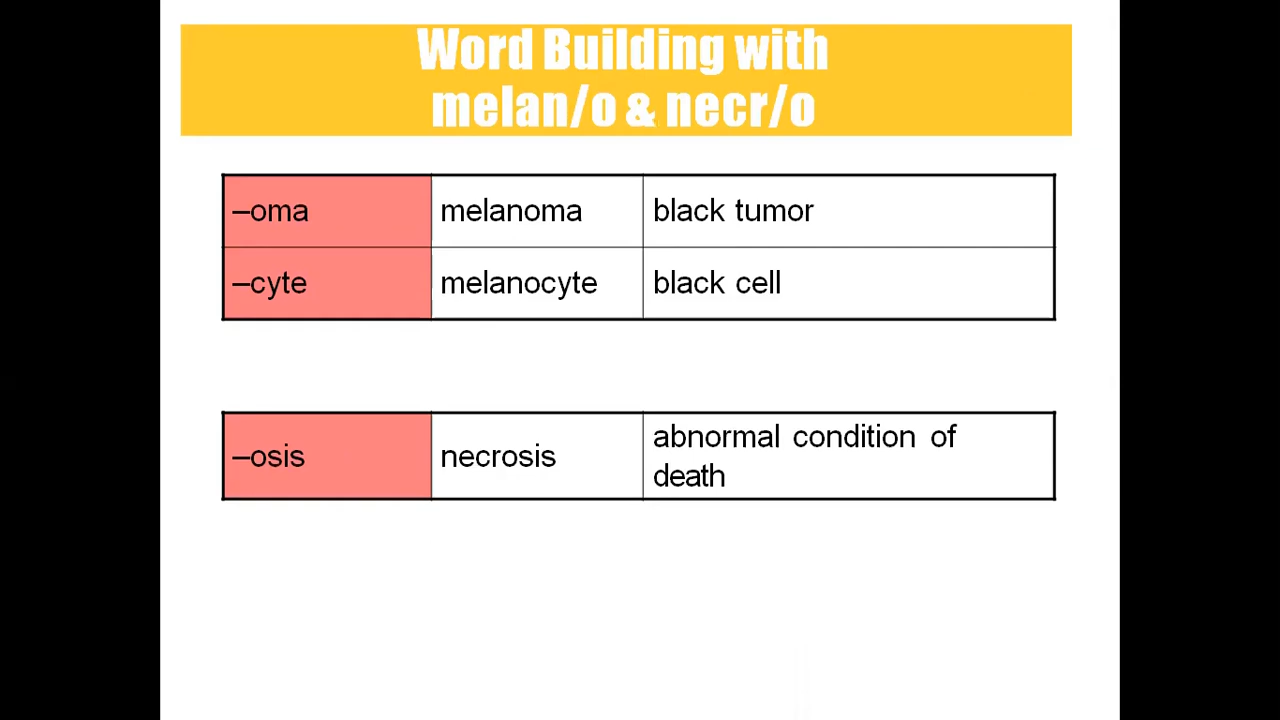 Word Building with
melan/o & necr/o
–oma melanoma black tumor
–cyte melanocyte black cell
–osis necrosis abnormal condition of
death